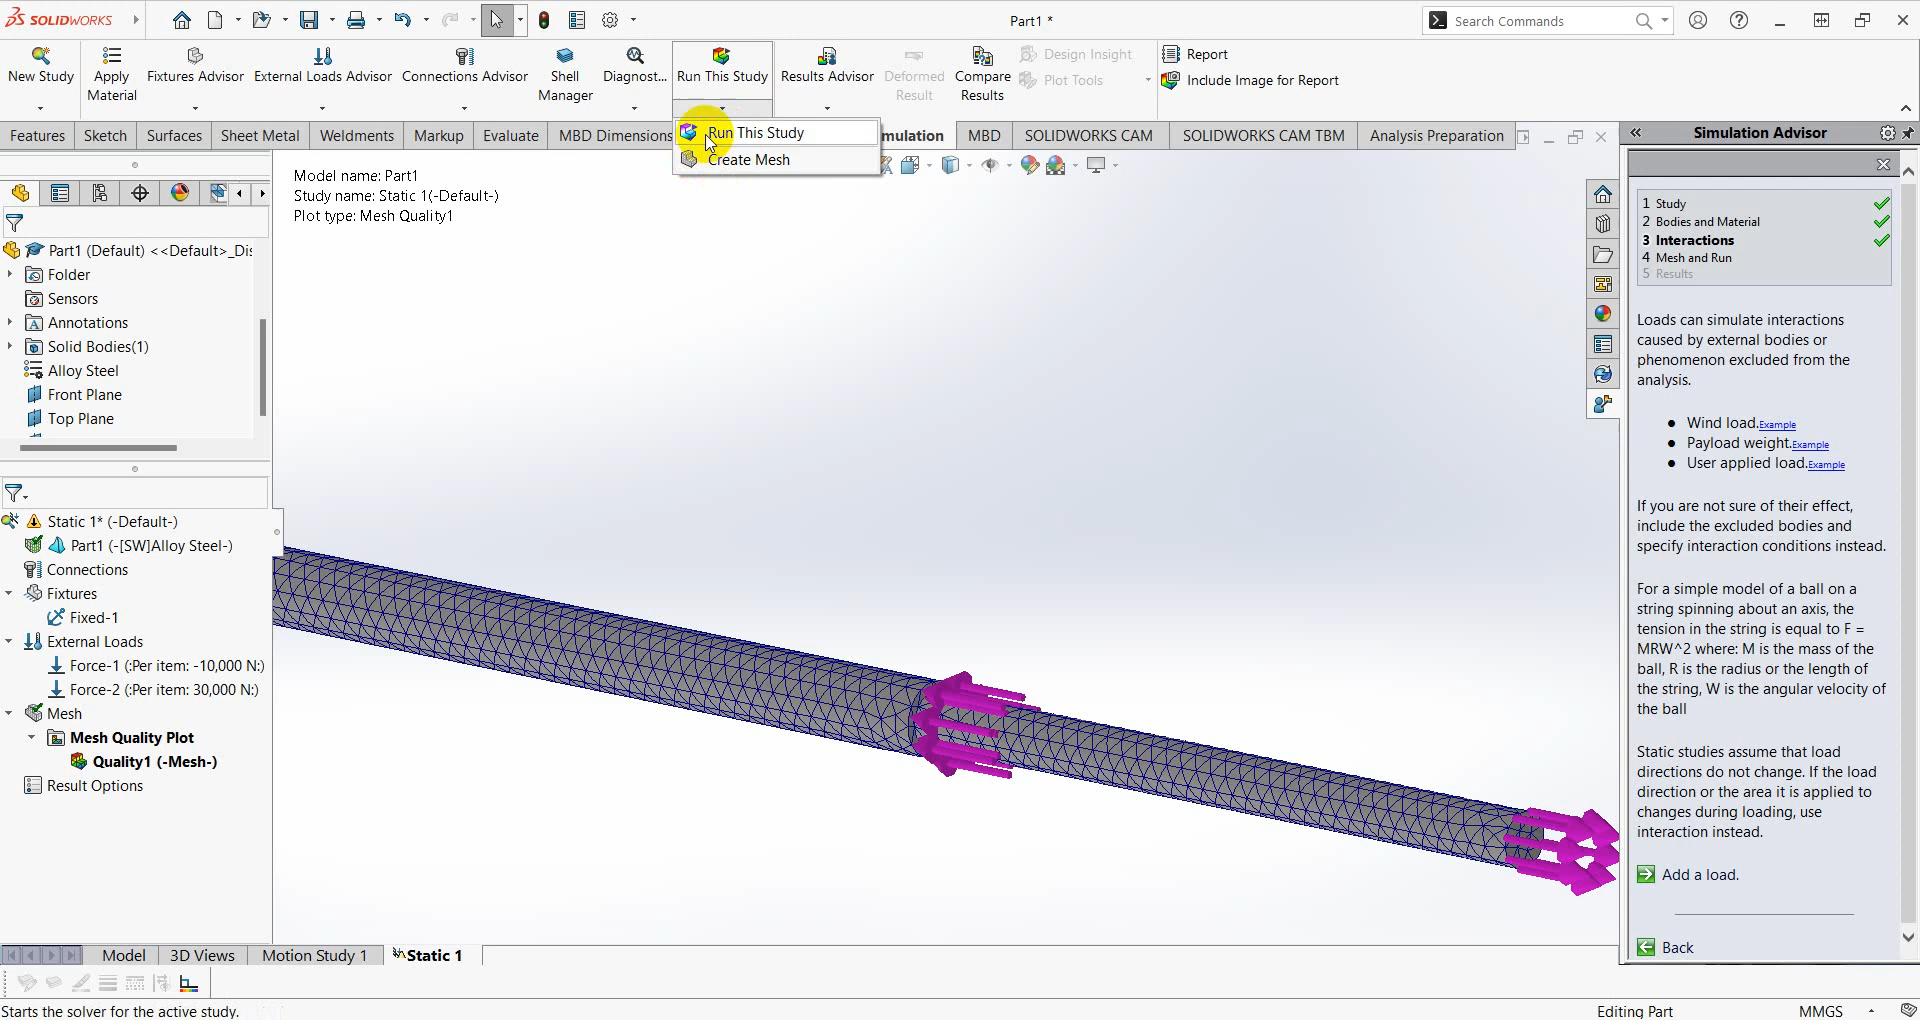 SOLIDWORKS
Part1 *
Search Commands
New Study
Apply
Material
Fixtures Advisor
External Loads Advisor
Connections Advisor
Shell
Manager
Diagnost...
Run This Study
Results Advisor
Deformed
Result
Compare
Results
Design Insight
Plot Tools
Report
Include Image for Report
Run This Study
Create Mesh
Features
Sketch
Surfaces
Sheet Metal
Weldments
Markup
Evaluate
MBD Dimensions
mulation
MBD
SOLIDWORKS CAM
SOLIDWORKS CAM TBM
Analysis Preparation
Model name: Part1
Study name: Static 1(-Default-)
Plot type: Mesh Quality1
Part1 (Default) <<Default>_Dis
Folder
Sensors
Annotations
Solid Bodies(1)
Alloy Steel
Front Plane
Top Plane
Static 1* (-Default-)
Part1 (-[SW]Alloy Steel-)
Connections
Fixtures
Fixed-1
External Loads
Force-1 (:Per item: -10,000 N:)
Force-2 (:Per item: 30,000 N:)
Mesh
Mesh Quality Plot
Quality1 (-Mesh-)
Result Options
Simulation Advisor
1 Study
2 Bodies and Material
3 Interactions
4 Mesh and Run
5 Results
Loads can simulate interactions
caused by external bodies or
phenomenon excluded from the
analysis.
Wind load.Example
Payload weight.Example
User applied load.Example
If you are not sure of their effect,
include the excluded bodies and
specify interaction conditions instead.
For a simple model of a ball on a
string spinning about an axis, the
tension in the string is equal to F =
MRW^2 where: M is the mass of the
ball, R is the radius or the length of
the string, W is the angular velocity of
the ball
Static studies assume that load
directions do not change. If the load
direction or the area it is applied to
changes during loading, use
interaction instead.
Add a load.
Back
Model
3D Views
Motion Study 1
Static 1
Starts the solver for the active study.
Editing Part
MMGS